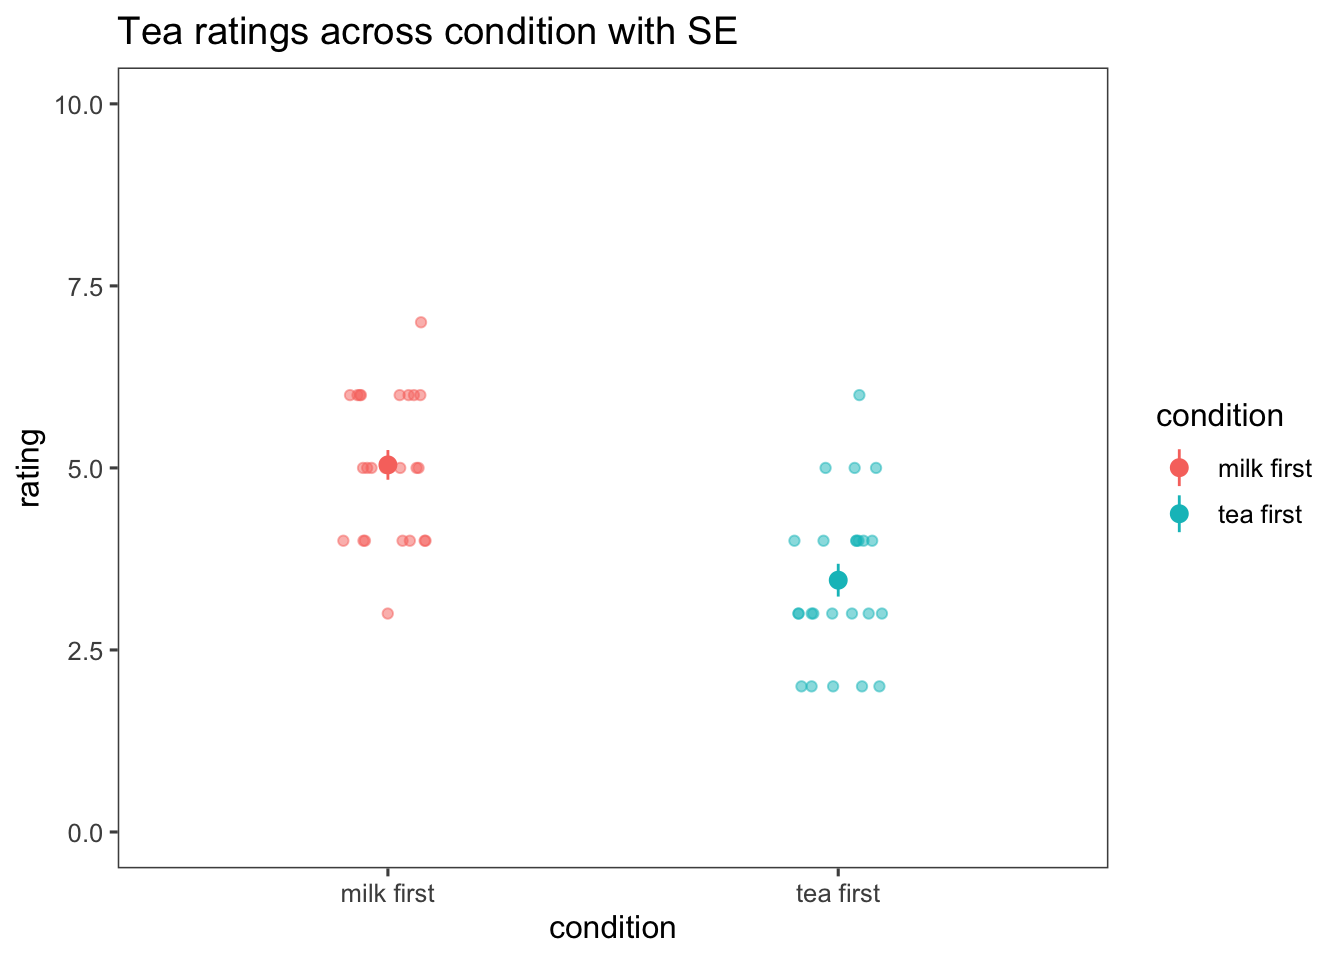 Tea ratings across condition with SE
10.0
7.5
5.0
2.5
0.0
rating
milk first
tea first
condition
condition
milk first
tea first